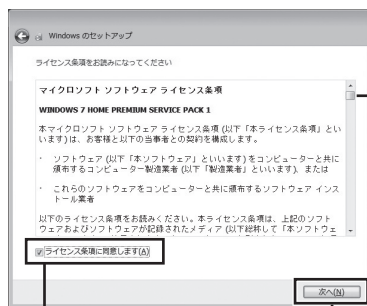 Windows のセットアップ
ライセンス条項をお読みになってください
マイクロソフト ソフトウェア ライセンス条項
WINDOWS 7 HOME PREMIUM SERVICE PACK 1
本マイクロソフト ソフトウェア ライセンス条項 (以下「本ライセンス条項」とい
います) は、お客様と以下の当事者との契約を構成します。
· ソフトウェア (以下「本ソフトウェア」といいます) をコンピューターと共に
頒布するコンピューター製造業者 (以下「製造業者」といいます)、または
· これらのソフトウェアをコンピューターと共に頒布するソフトウェア インス
トール業者
以下のライセンス条項をお読みください。本ライセンス条項は、上記のソフト
ウェアおよびソフトウェアが記録されたメディア (以下総称して「本ソフトウェ
ライセンス条項に同意します(A)
次へ(N)